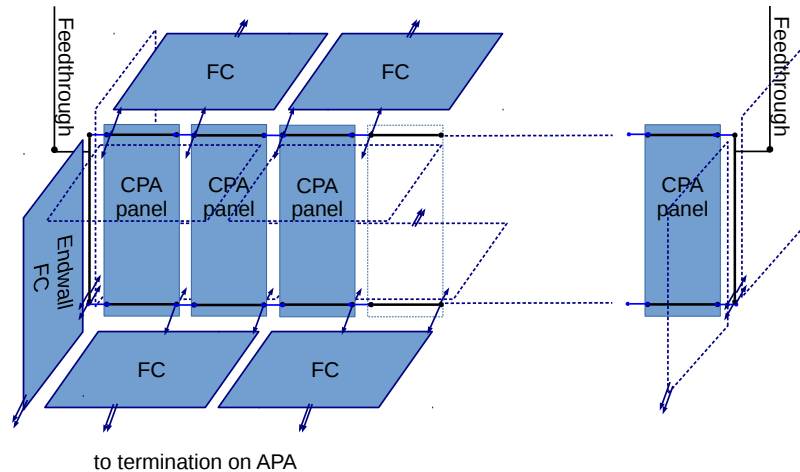 Feedthrough
Feedthrough
FC
FC
CPA
panel
CPA
panel
CPA
panel
CPA
panel
Endwall
FC
FC
FC
to termination on APA